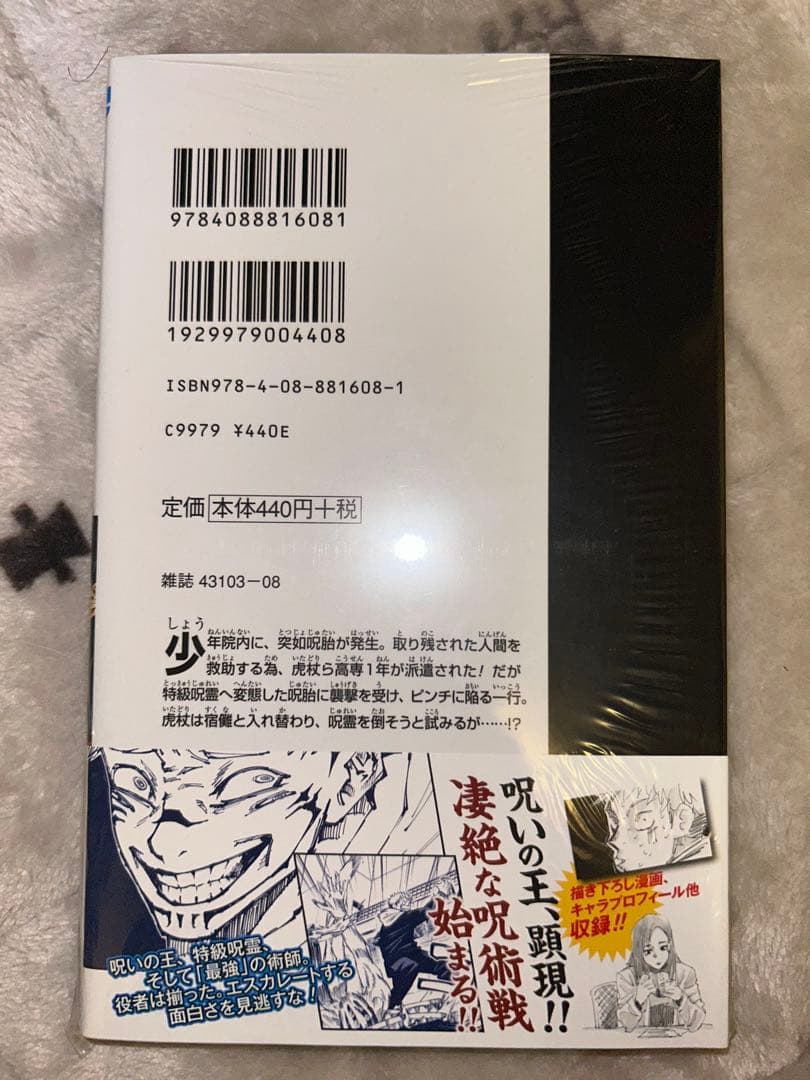 9784088816081
1929979004408
ISBN978-4-08-881608-1
C9979 ¥440E
定価 本体440円+税
雑誌 43103-08
少年院内に、突如呪胎が発生。取り残された人間を
救助する為、虎杖ら高専1年が派遣された!だが
特級呪霊へ変態した呪胎に襲撃を受け、ピンチに陥る一行。
虎杖は宿儺と入れ替わり、呪霊を倒そうと試みるが……!?
呪いの王、顕現!!
凄絶な呪術戦
始まる!!
描き下ろし漫画、
キャラプロフィール他
収録!!
呪いの王、特級呪霊、
そして「最強」の術師。
役者は揃った。エスカレートする
面白さを見逃すな!